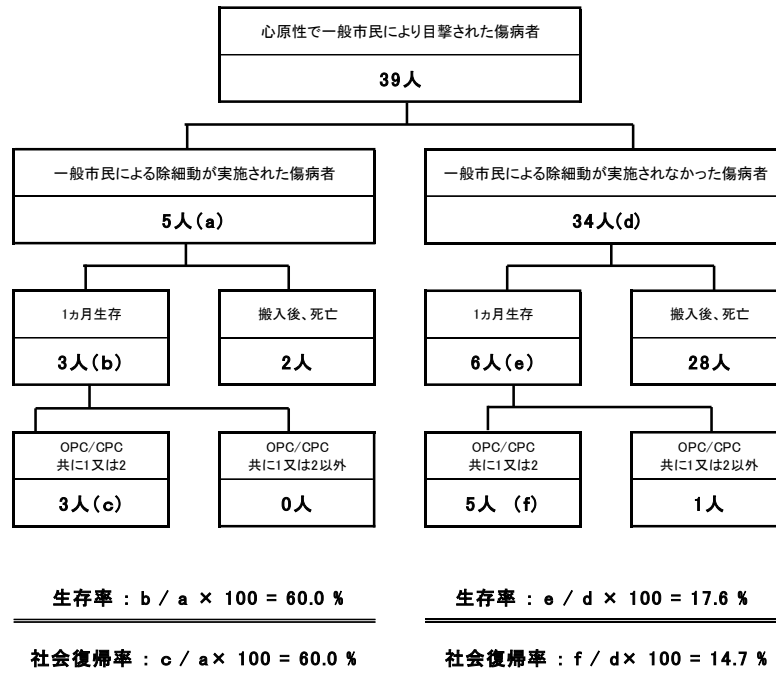 心原性で一般市民により目撃された傷病者
39人
一般市民による除細動が実施された傷病者
5人(a)
一般市民による除細動が実施されなかった傷病者
34人(d)
1ヵ月生存
3人(b)
搬入後、死亡
2人
1ヵ月生存
6人(e)
搬入後、死亡
28人
OPC/CPC
共に1又は2
3人(c)
OPC/CPC
共に1又は2以外
0人
OPC/CPC
共に1又は2
5人 (f)
OPC/CPC
共に1又は2以外
1人
生存率 : b / a × 100 = 60.0 %
社会復帰率 : c / a× 100 = 60.0 %
生存率 : e / d × 100 = 17.6 %
社会復帰率 : f / d× 100 = 14.7 %